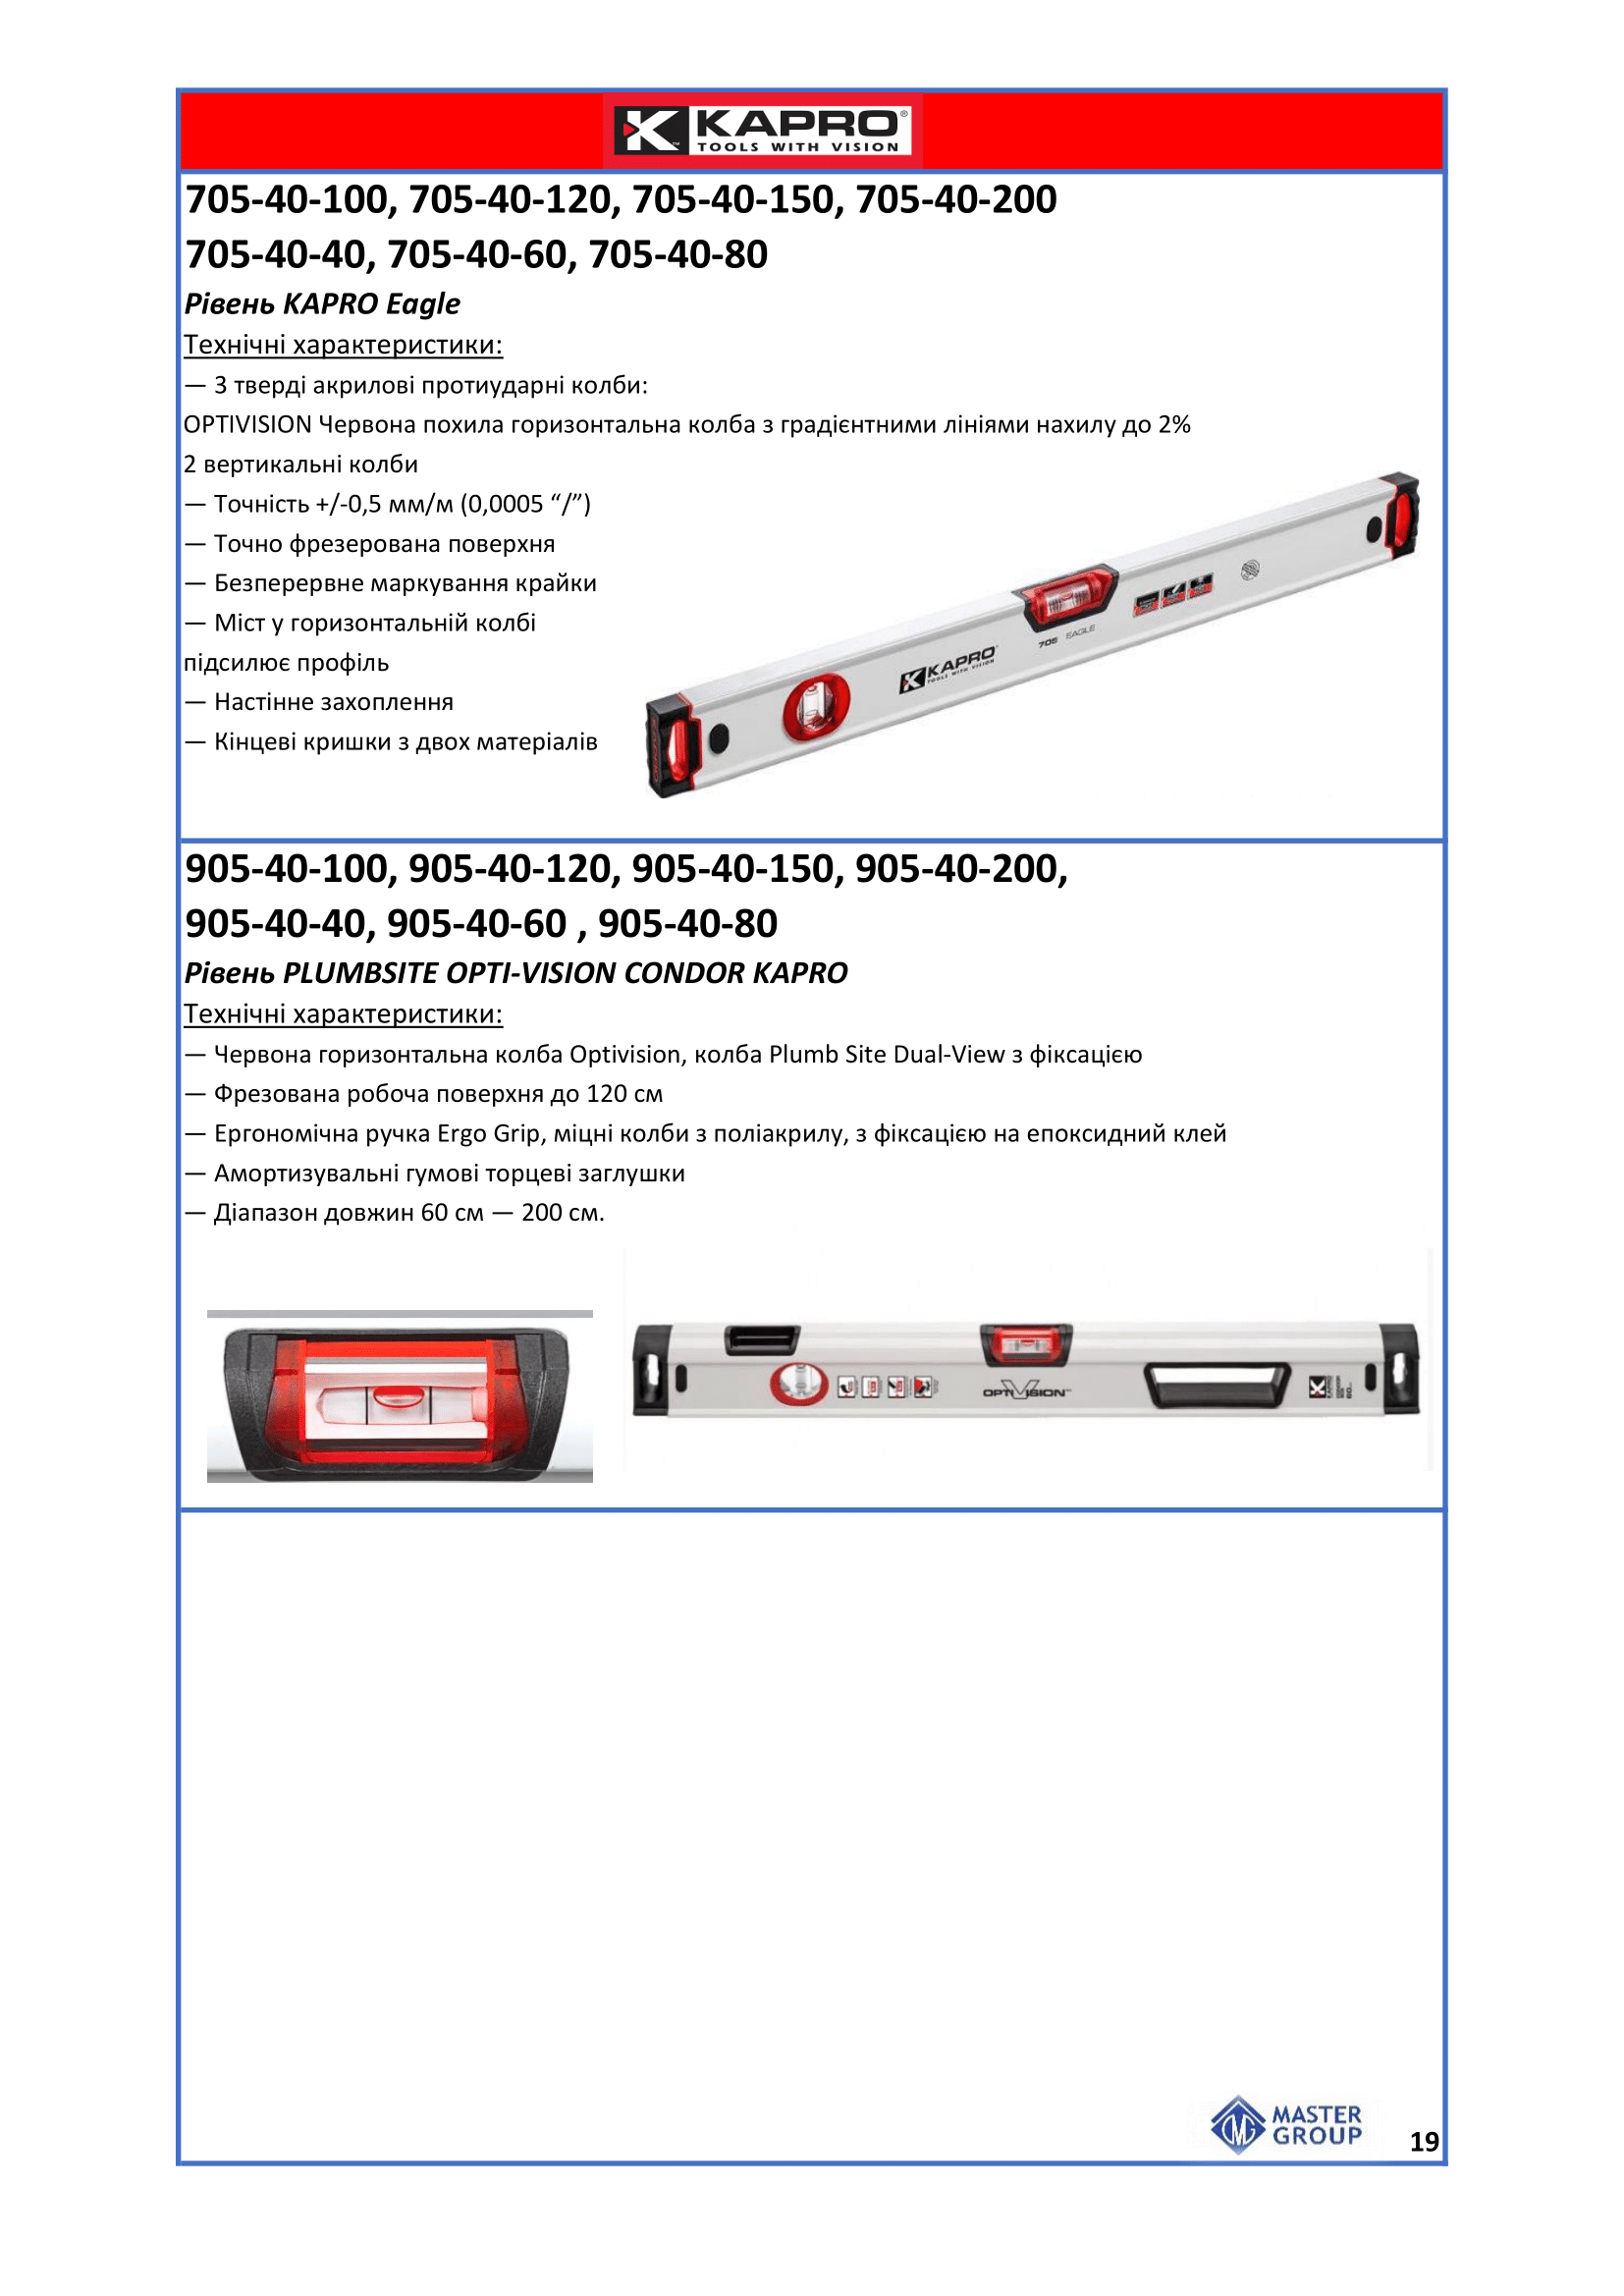 KAPRO®
TOOLS WITH VISION
705-40-100, 705-40-120, 705-40-150, 705-40-200
705-40-40, 705-40-60, 705-40-80
Рівень KAPRO Eagle
Технічні характеристики:
— 3 тверді акрилові протиударні колби:
OPTIVISION Червона похила горизонтальна колба з градієнтними лініями нахилу до 2%
2 вертикальні колби
— Точність +/-0,5 мм/м (0,0005 “/”)
— Точно фрезерована поверхня
— Безперервне маркування крайки
— Міст у горизонтальній колбі
підсилює профіль
— Настінне захоплення
— Кінцеві кришки з двох матеріалів
KAPRO
TOOLS WITH VISION
705 EAGLE
905-40-100, 905-40-120, 905-40-150, 905-40-200,
905-40-40, 905-40-60 , 905-40-80
Рівень PLUMBSITE OPTI-VISION CONDOR KAPRO
Технічні характеристики:
— Червона горизонтальна колба Optivision, колба Plumb Site Dual-View з фіксацією
— Фрезована робоча поверхня до 120 см
— Ергономічна ручка Ergo Grip, міцні колби з поліакрилу, з фіксацією на епоксидний клей
— Амортизувальні гумові торцеві заглушки
— Діапазон довжин 60 см — 200 см.
OPTIVISION™
MASTER
GROUP
19